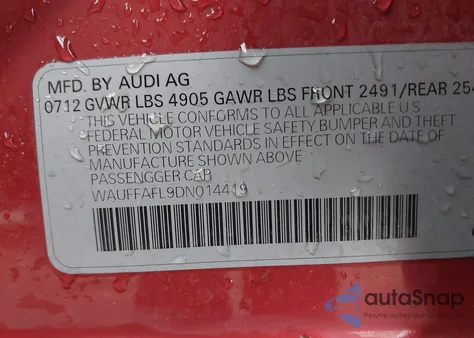 MFD. BY AUDI AG
0712 GVWR LBS 4905 GAWR LBS FRONT 2491/REAR 254
THIS VEHICLE CONFORMS TO ALL APPLICABLE U S
FEDERAL MOTOR VEHICLE SAFETY, BUMPER AND THEFT
PREVENTION STANDARDS IN EFFECT ON THE DATE OF
MANUFACTURE SHOWN ABOVE
PASSENGGER CAR
WAUFFAFL9DN014419
autoSnap